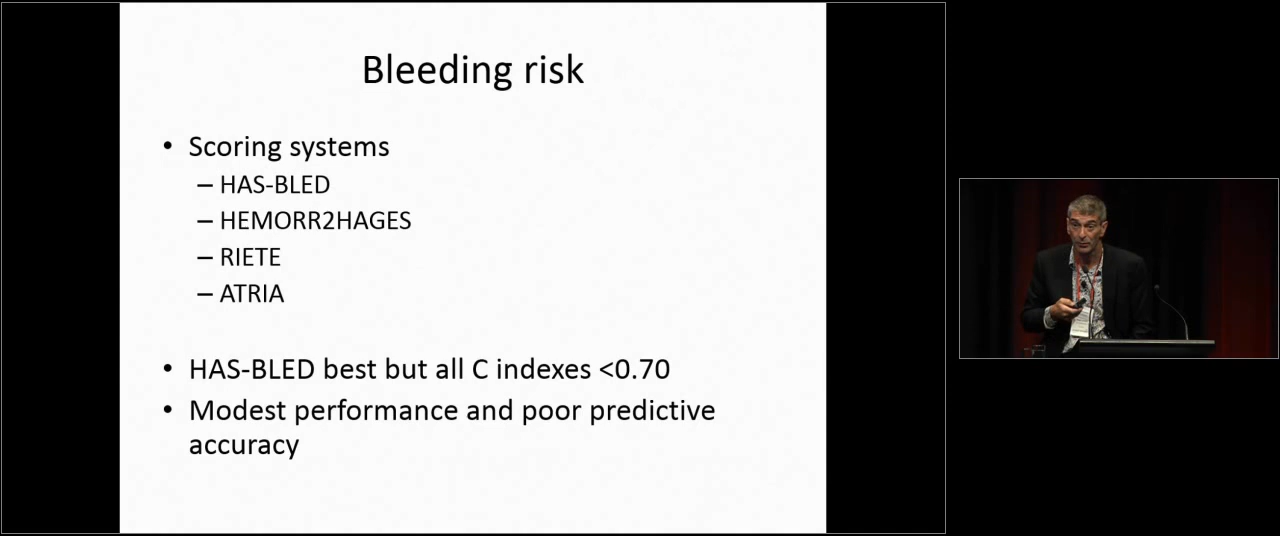 Bleeding risk
• Scoring systems
– HAS-BLED
– HEMORR2HAGES
– RIETE
– ATRIA
• HAS-BLED best but all C indexes <0.70
• Modest performance and poor predictive
accuracy